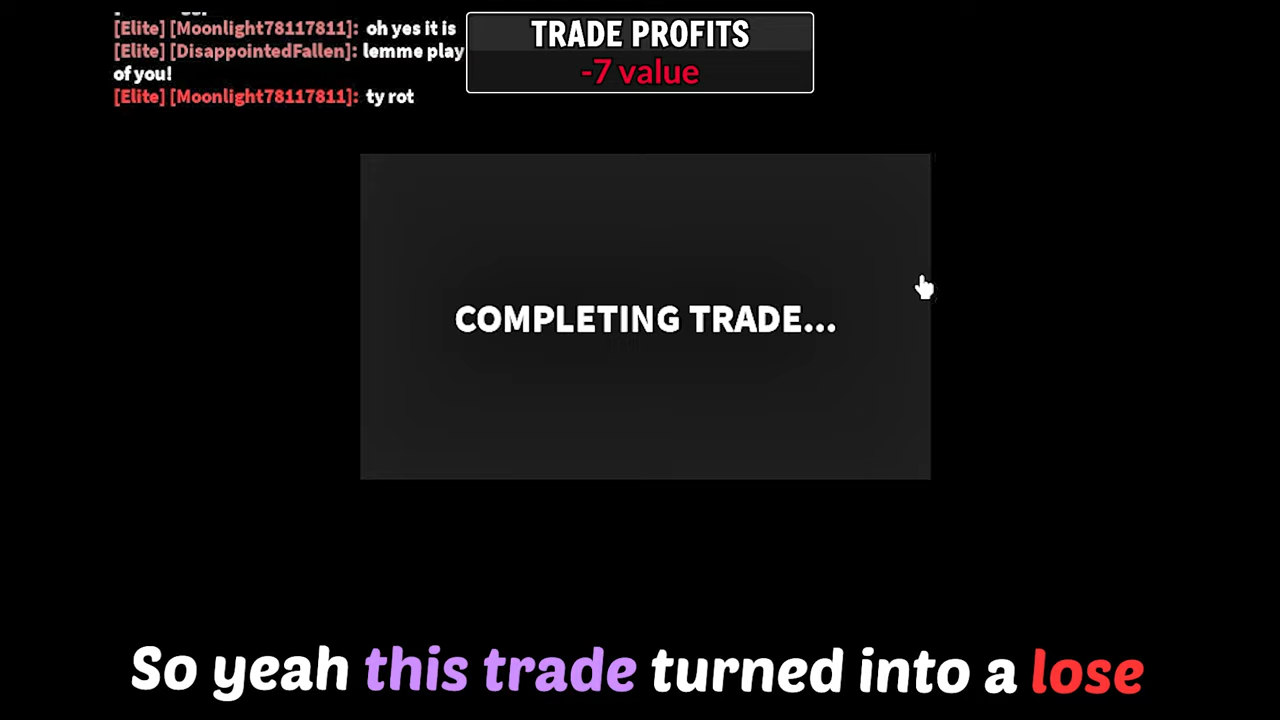 [Elite] [Moonlight78117811]: oh yes it is
[Elite] [DisappointedFallen]: lemme play
of you!
[Elite] [Moonlight78117811]: ty rot
TRADE PROFITS
-7 value
COMPLETING TRADE...
So yeah this trade turned into a lose